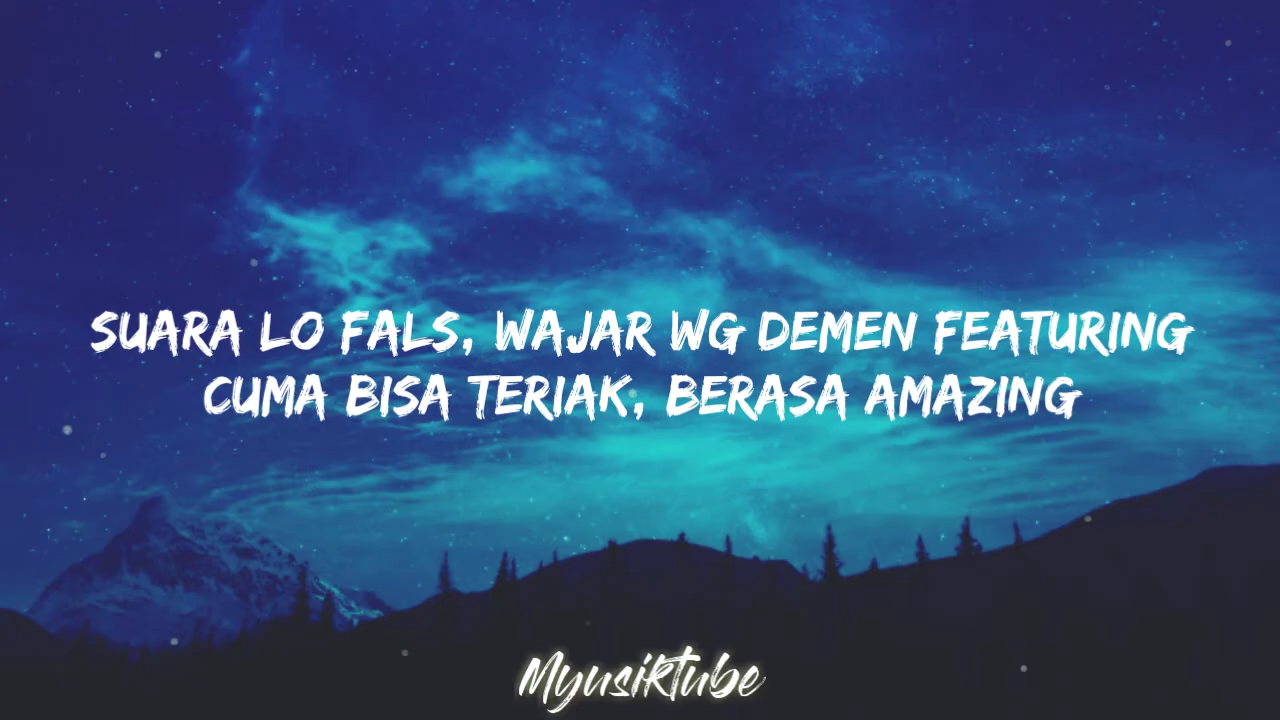 SUARA LO FALS, WAJAR WG DEMEN FEATURING
CUMA BISA TERIAK, BERASA AMAZING
Myusiktube